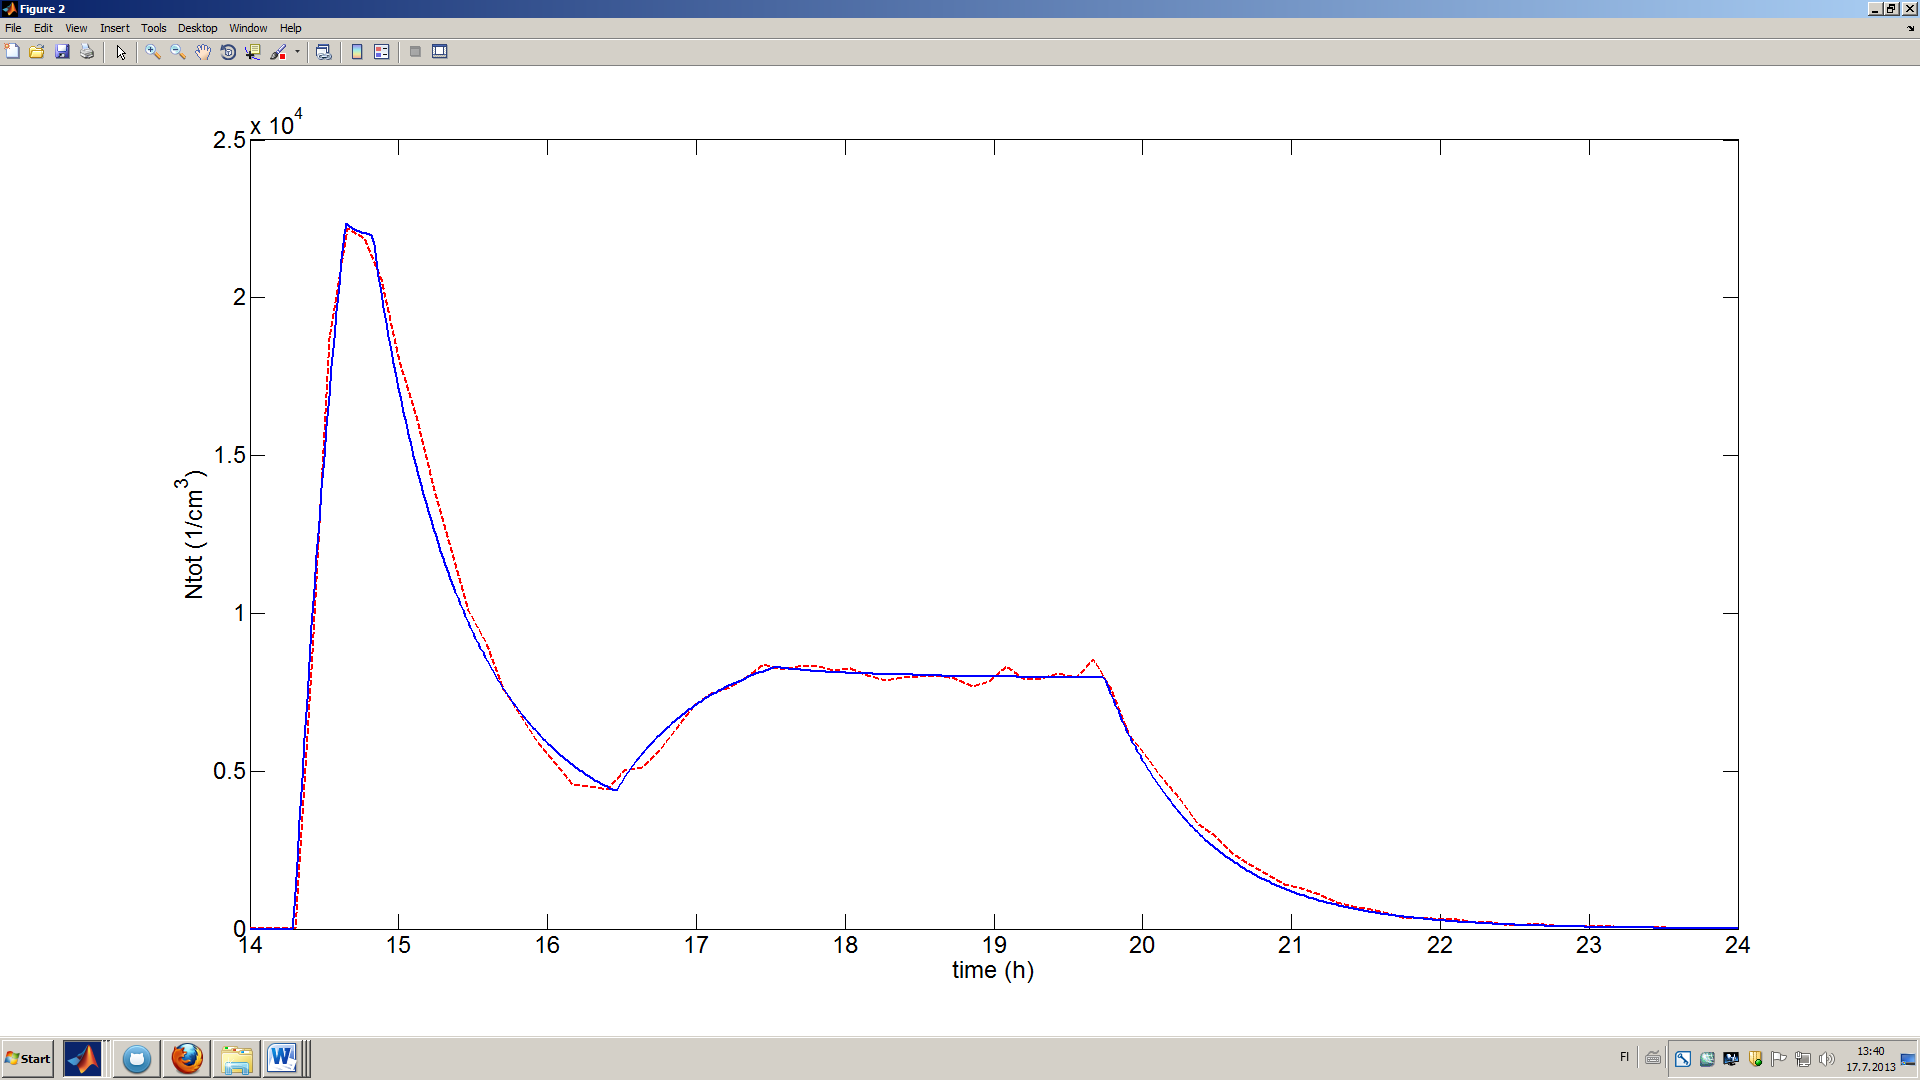 Figure 2
File Edit View Insert Tools Desktop Window Help
x 10^4
2.5
2
1.5
1
0.5
0
Ntot (1/cm^3)
14 15 16 17 18 19 20 21 22 23 24
time (h)
Start
FI
13:40
17.7.2013